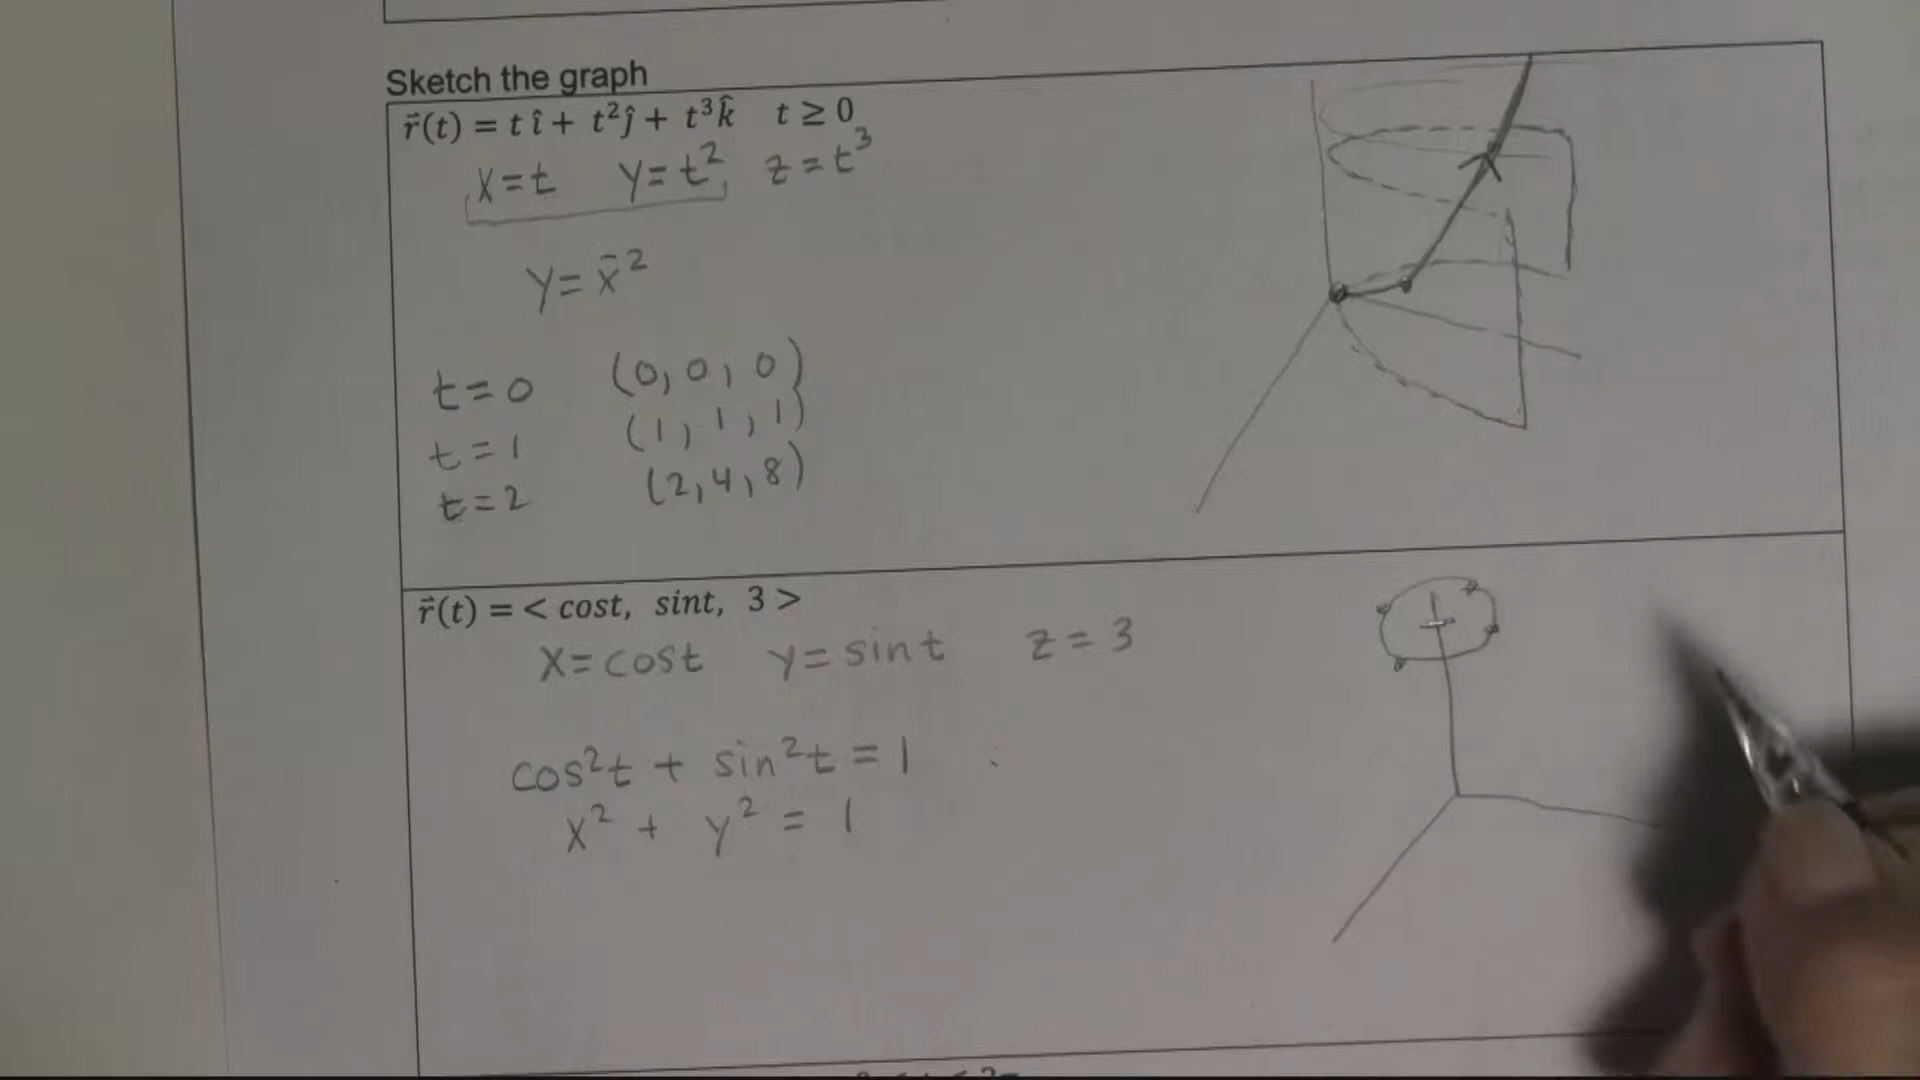 Sketch the graph
r⃗(t) = t î + t²ĵ + t³k̂   t ≥ 0
x=t   y=t²   z=t³
y=x²
t=0   (0,0,0)
t=1   (1,1,1)
t=2   (2,4,8)
r⃗(t) = < cost, sint, 3 >
x=cost   y=sint   z=3
cos²t + sin²t = 1
x² + y² = 1